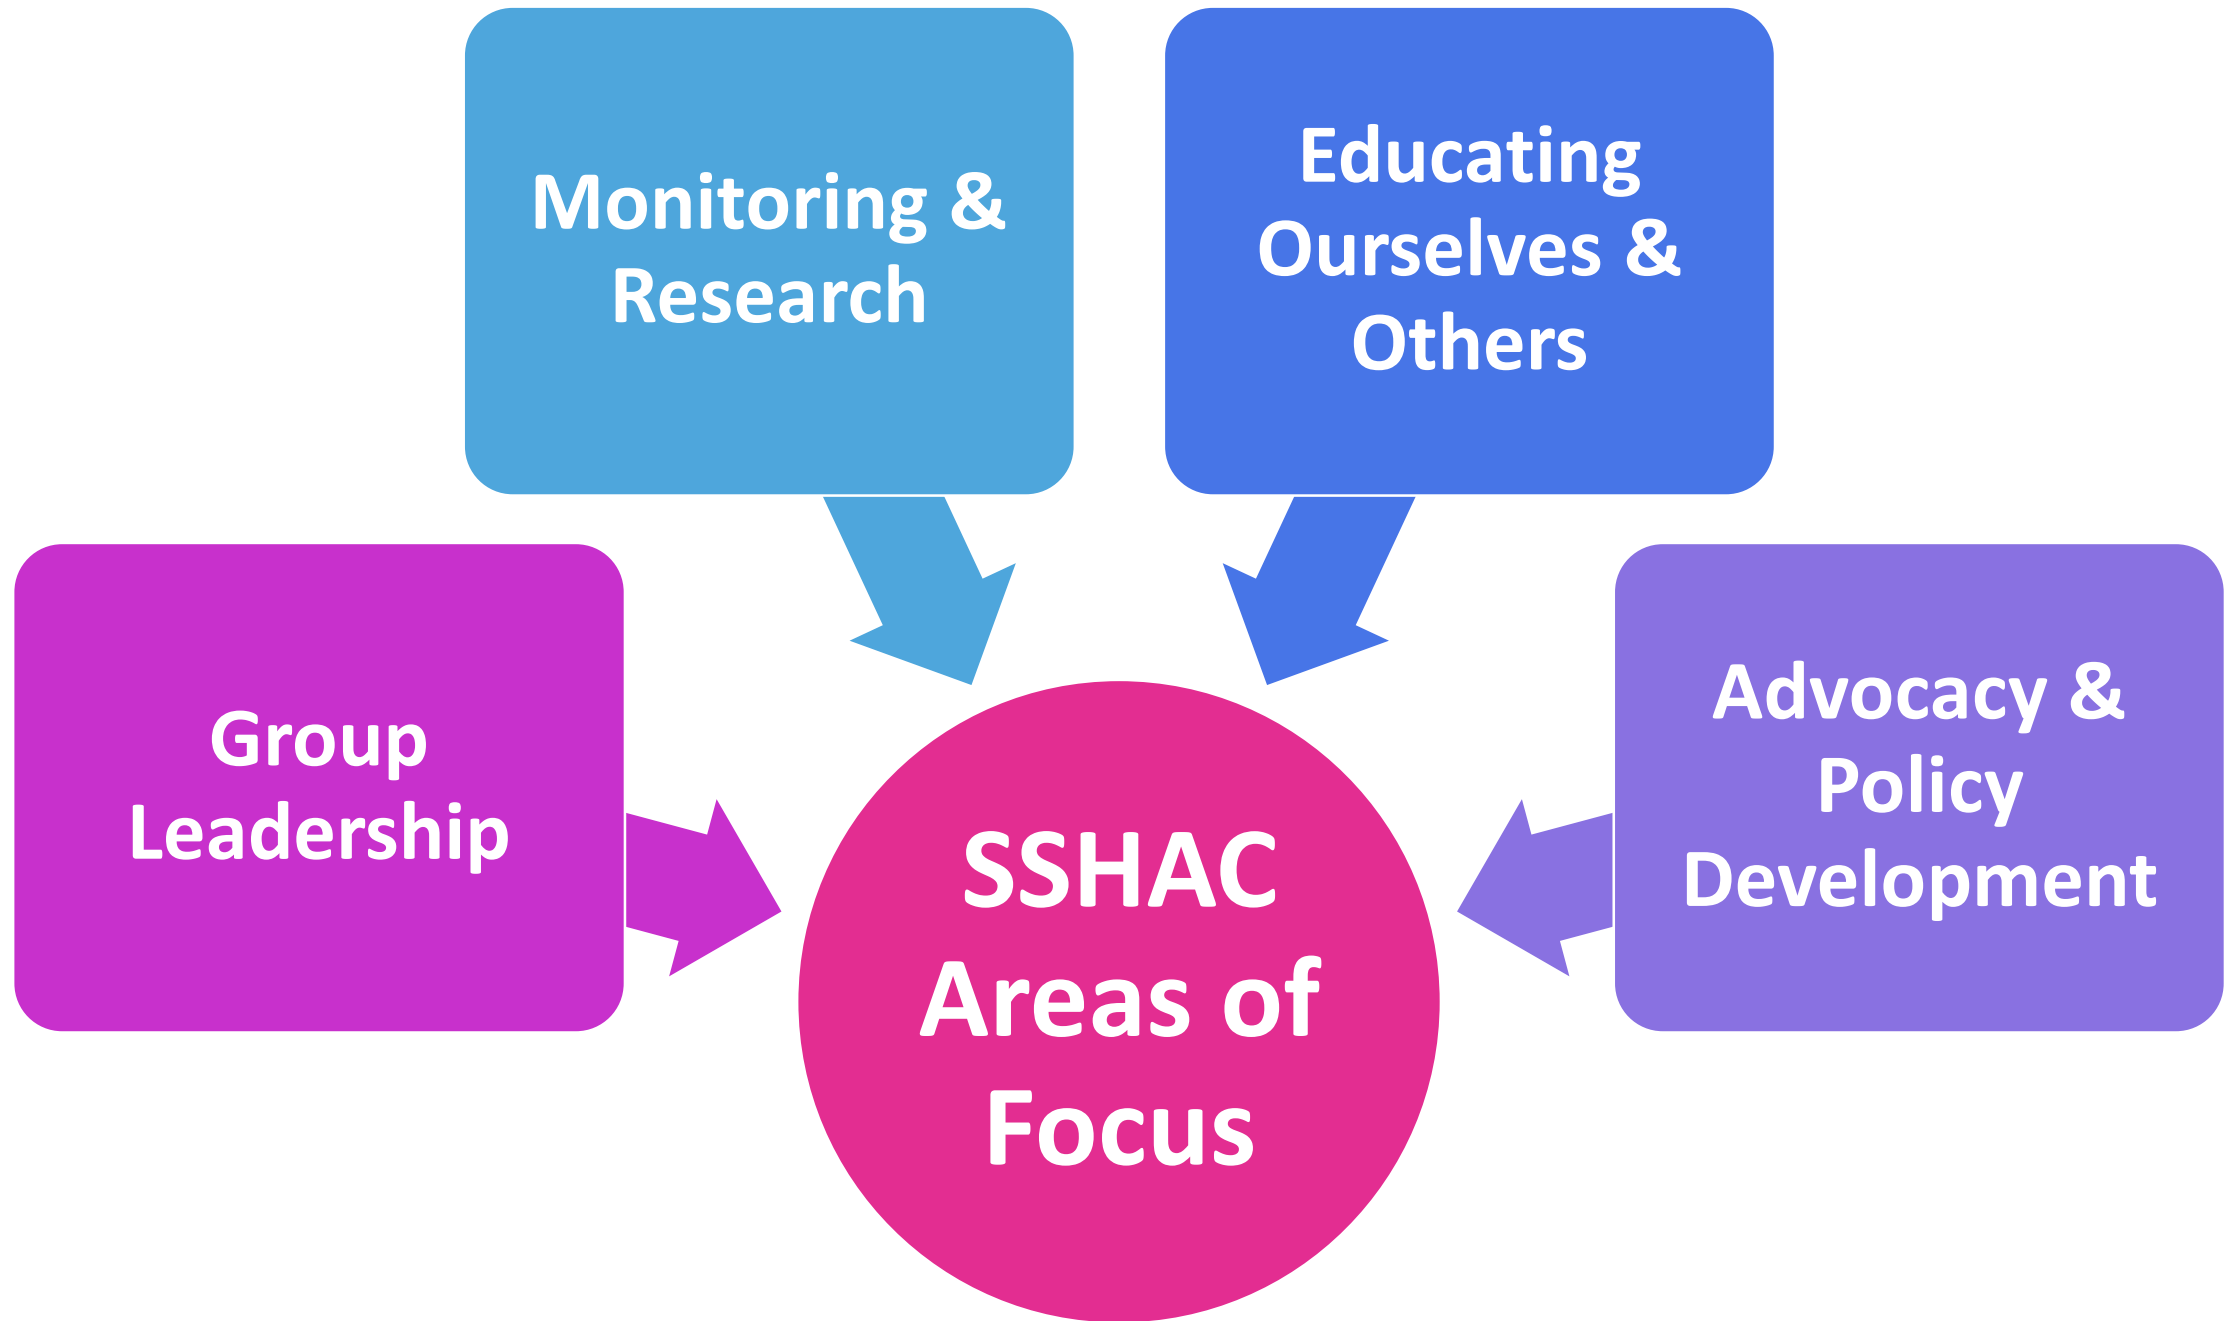 Monitoring &
Research
Educating
Ourselves &
Others
Group
Leadership
Advocacy &
Policy
Development
SSHAC
Areas of
Focus